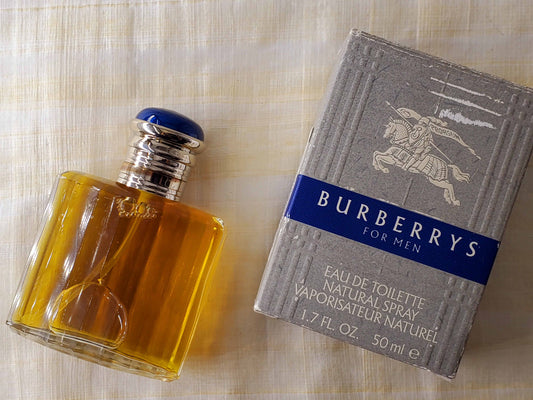 BURBERRYS
FOR MEN
EAU DE TOILETTE
NATURAL SPRAY
VAPORISATEUR NATUREL
1.7 FL. OZ. 50 ml ℮